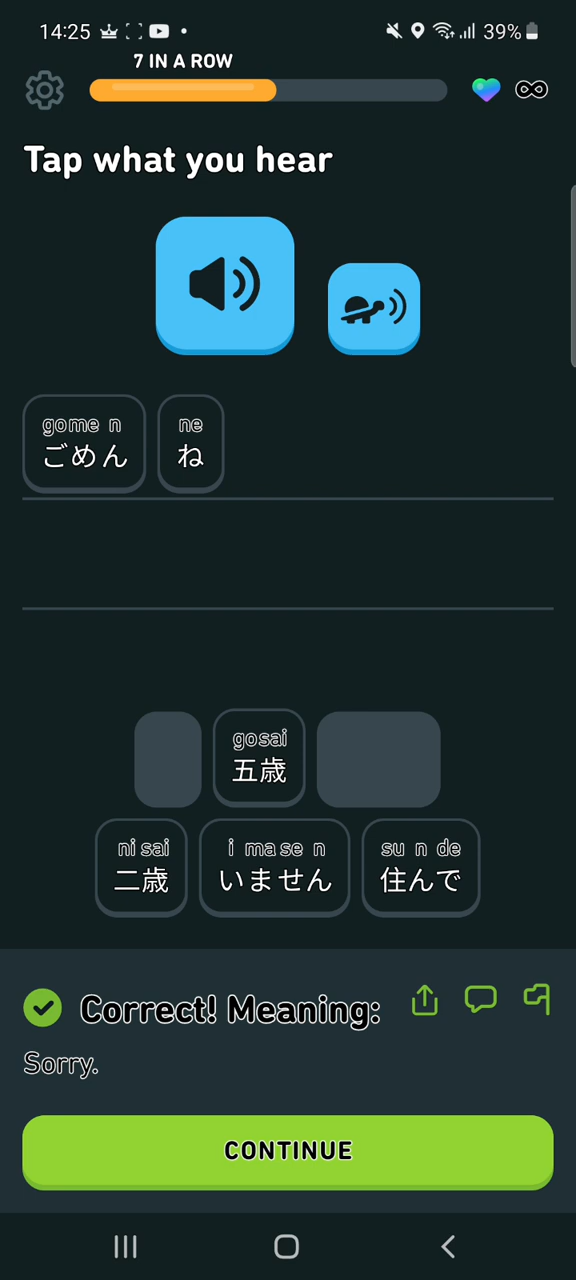 14:25 39%
7 IN A ROW
Tap what you hear
gome n ne
ごめん ね
gosai
五歳
ni sai i ma se n su n de
二歳 いません 住んで
Correct! Meaning:
Sorry.
CONTINUE